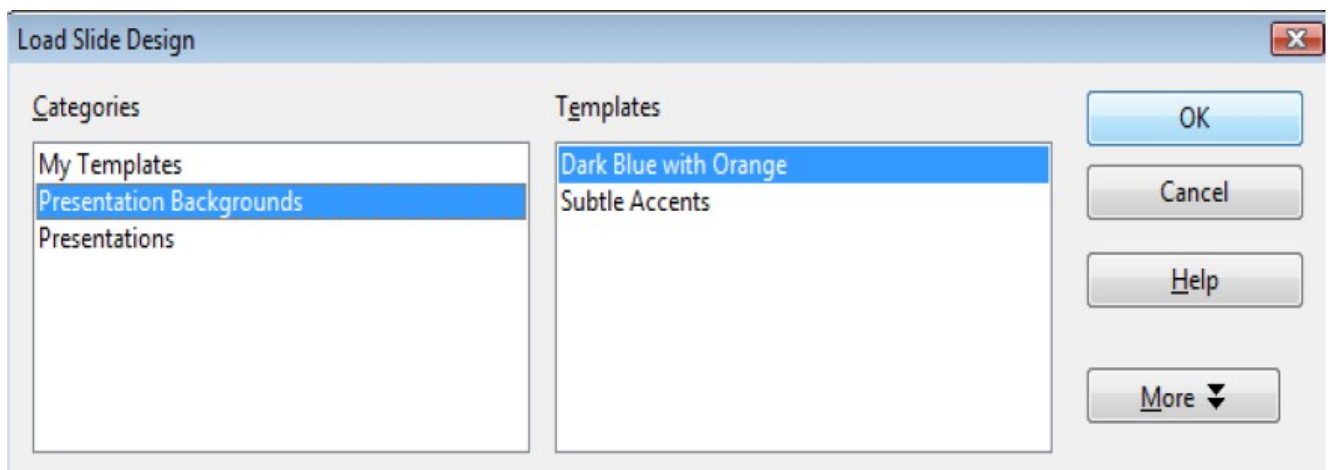 Load Slide Design
Categories
My Templates
Presentation Backgrounds
Presentations
Templates
Dark Blue with Orange
Subtle Accents
OK
Cancel
Help
More